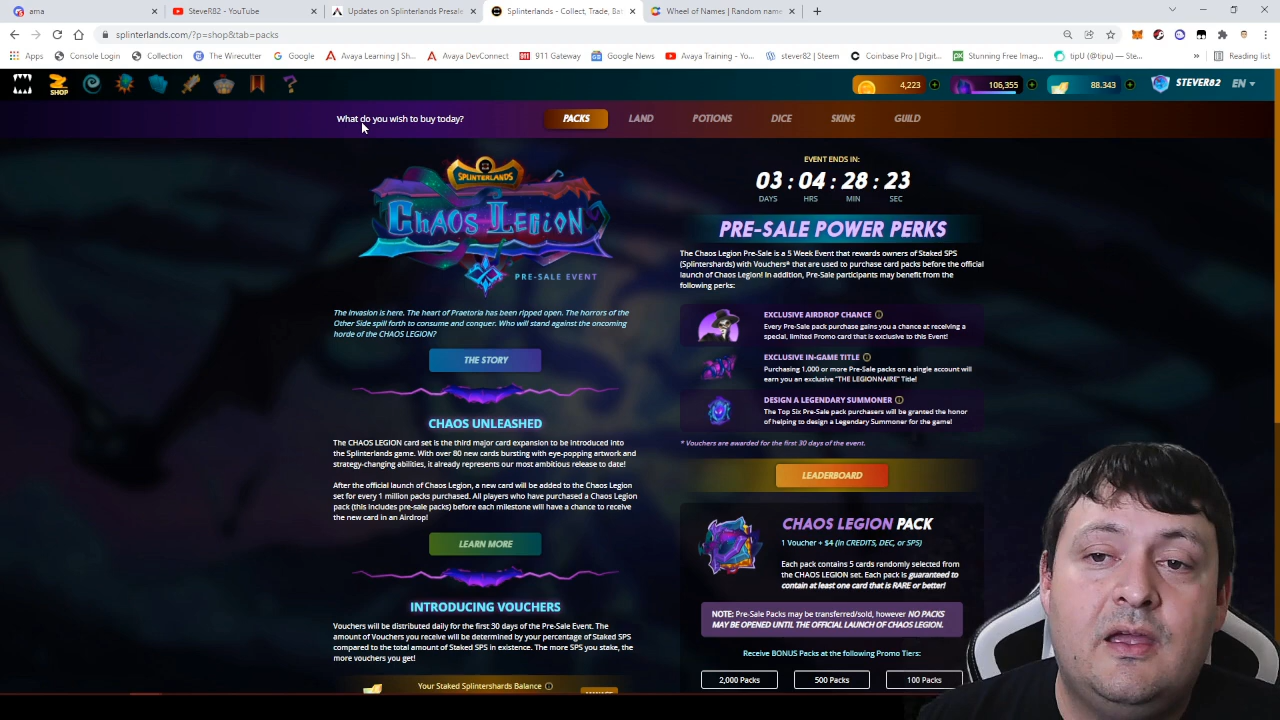 ama
SteveR82 - YouTube
Updates on Splinterlands Presale
Splinterlands - Collect, Trade, Ba
Wheel of Names | Random name
splinterlands.com/?p=shop&tab=packs
Apps
Console Login
Collection
The Wirecutter
Google
Avaya Learning | Sh...
Avaya DevConnect
911 Gateway
Google News
Avaya Training - Yo...
stever82 | Steem
Coinbase Pro | Digit...
Stunning Free Imag...
tipU (@tipu) — Ste...
»
Reading list
SHOP
4,223
106,355
88.343
STEVER82
EN
What do you wish to buy today?
PACKS
LAND
POTIONS
DICE
SKINS
GUILD
SPLINTERLANDS
CHAOS LEGION
PRE-SALE EVENT
The invasion is here. The heart of Praetoria has been ripped open. The horrors of the
Other Side spill forth to consume and conquer. Who will stand against the oncoming
horde of the CHAOS LEGION?
THE STORY
CHAOS UNLEASHED
The CHAOS LEGION card set is the third major card expansion to be introduced into
the Splinterlands game. With over 80 new cards bursting with eye-popping artwork and
strategy-changing abilities, it already represents our most ambitious release to date!
After the official launch of Chaos Legion, a new card will be added to the Chaos Legion
set for every 1 million packs purchased. All players who have purchased a Chaos Legion
pack (this includes pre-sale packs) before each milestone will have a chance to receive
the new card in an Airdrop!
LEARN MORE
INTRODUCING VOUCHERS
Vouchers will be distributed daily for the first 30 days of the Pre-Sale Event. The
amount of Vouchers you receive will be determined by your percentage of Staked SPS
compared to the total amount of Staked SPS in existence. The more SPS you stake, the
more vouchers you get!
Your Staked Splintershards Balance
MANAGE
EVENT ENDS IN:
03 : 04 : 28 : 23
DAYS HRS MIN SEC
PRE-SALE POWER PERKS
The Chaos Legion Pre-Sale is a 5 Week Event that rewards owners of Staked SPS
(Splintershards) with Vouchers* that are used to purchase card packs before the official
launch of Chaos Legion! In addition, Pre-Sale participants may benefit from the
following perks:
EXCLUSIVE AIRDROP CHANCE
Every Pre-Sale pack purchase gains you a chance at receiving a
special, limited Promo card that is exclusive to this Event!
EXCLUSIVE IN-GAME TITLE
Purchasing 1,000 or more Pre-Sale packs on a single account will
earn you an exclusive "THE LEGIONNAIRE" Title!
DESIGN A LEGENDARY SUMMONER
The Top Six Pre-Sale pack purchasers will be granted the honor
of helping to design a Legendary Summoner for the game!
* Vouchers are awarded for the first 30 days of the event.
LEADERBOARD
CHAOS LEGION PACK
1 Voucher + $4 (in CREDITS, DEC, or SPS)
Each pack contains 5 cards randomly selected from
the CHAOS LEGION set. Each pack is guaranteed to
contain at least one card that is RARE or better!
NOTE: Pre-Sale Packs may be transferred/sold, however NO PACKS
MAY BE OPENED UNTIL THE OFFICIAL LAUNCH OF CHAOS LEGION.
Receive BONUS Packs at the following Promo Tiers:
2,000 Packs
500 Packs
100 Packs